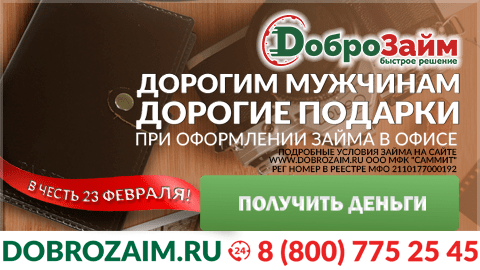 ДОБРОЗАЙМ
быстрое решение
ДОРОГИМ МУЖЧИНАМ
ДОРОГИЕ ПОДАРКИ
ПРИ ОФОРМЛЕНИИ ЗАЙМА В ОФИСЕ
ПОДРОБНЫЕ УСЛОВИЯ ЗАЙМА НА САЙТЕ
WWW.DOBROZAIM.RU ООО МФК "САММИТ"
РЕГ НОМЕР В РЕЕСТРЕ МФО 2110177000192
В ЧЕСТЬ 23 ФЕВРАЛЯ!
ПОЛУЧИТЬ ДЕНЬГИ
DOBROZAIM.RU 24 8 (800) 775 25 45